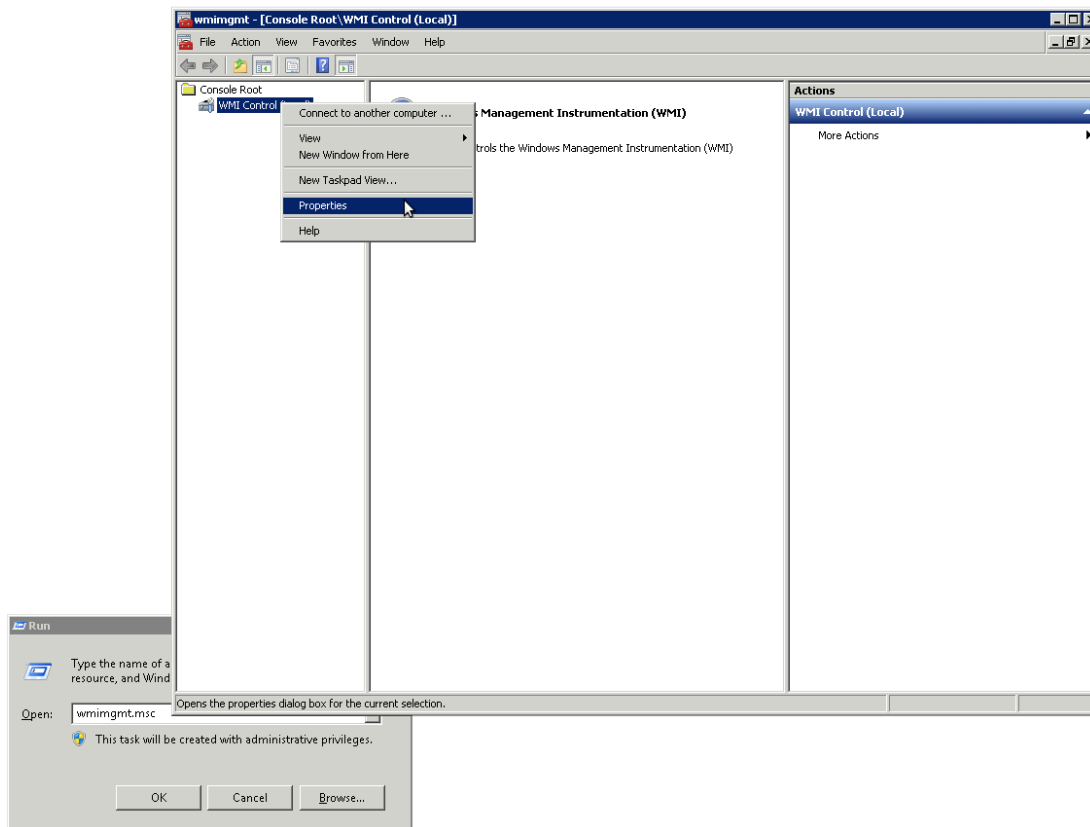 wmimgmt - [Console Root\WMI Control (Local)]
File Action View Favorites Window Help
Console Root
WMI Control
Connect to another computer ...
View
New Window from Here
New Taskpad View...
Properties
Help
s Management Instrumentation (WMI)
trols the Windows Management Instrumentation (WMI)
Actions
WMI Control (Local)
More Actions
Opens the properties dialog box for the current selection.
Run
Type the name of a
resource, and Wind
Open: wmimgmt.msc
This task will be created with administrative privileges.
OK Cancel Browse...